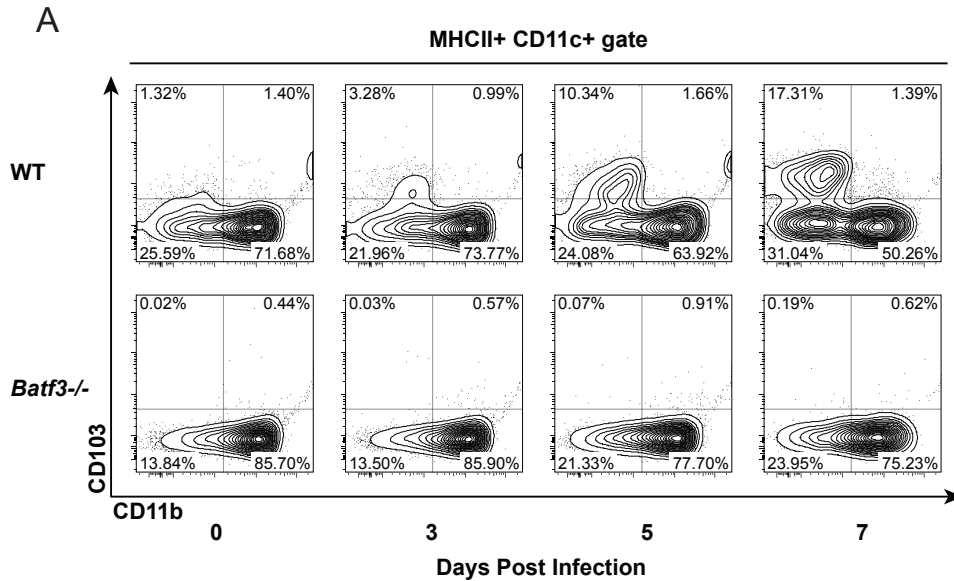 A
MHCII+ CD11c+ gate
WT
1.32% 1.40%
25.59% 71.68%
3.28% 0.99%
21.96% 73.77%
10.34% 1.66%
24.08% 63.92%
17.31% 1.39%
31.04% 50.26%
Batf3-/-
0.02% 0.44%
13.84% 85.70%
0.03% 0.57%
13.50% 85.90%
0.07% 0.91%
21.33% 77.70%
0.19% 0.62%
23.95% 75.23%
CD103
CD11b
0 3 5 7
Days Post Infection